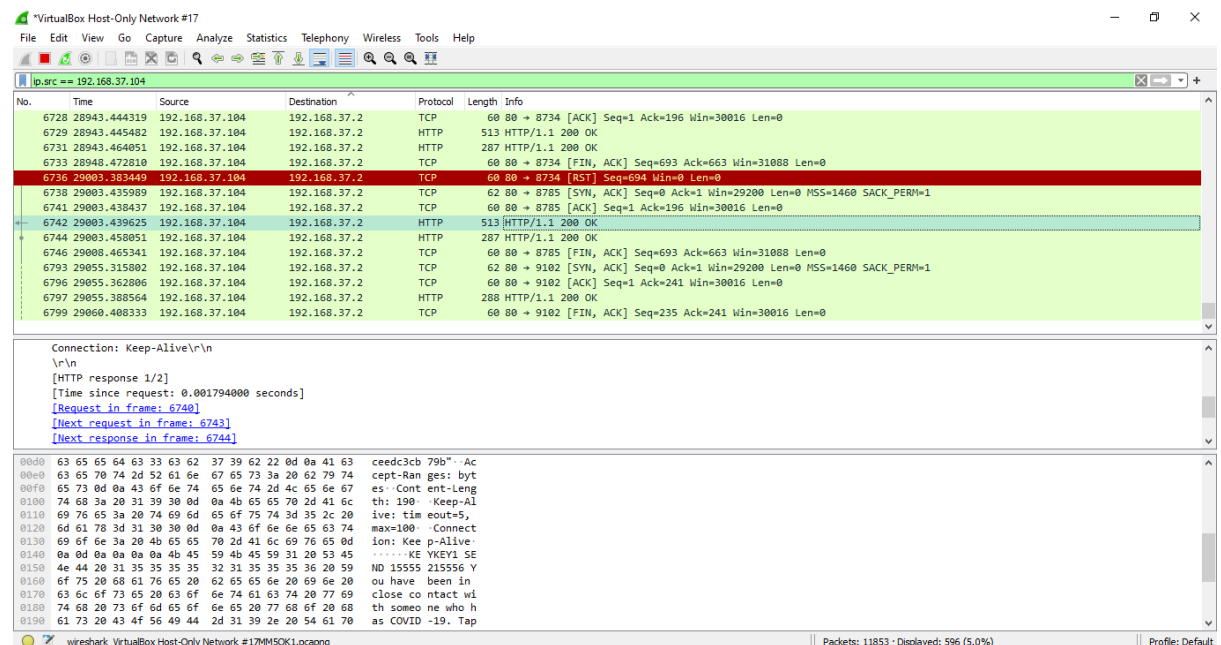 *VirtualBox Host-Only Network #17
File Edit View Go Capture Analyze Statistics Telephony Wireless Tools Help
ip.src == 192.168.37.104
No. Time Source Destination Protocol Length Info
6728 28943.444319 192.168.37.104 192.168.37.2 TCP 60 80 → 8734 [ACK] Seq=1 Ack=196 Win=30016 Len=0
6729 28943.445482 192.168.37.104 192.168.37.2 HTTP 513 HTTP/1.1 200 OK
6731 28943.464051 192.168.37.104 192.168.37.2 HTTP 287 HTTP/1.1 200 OK
6733 28948.472810 192.168.37.104 192.168.37.2 TCP 60 80 → 8734 [FIN, ACK] Seq=693 Ack=663 Win=31088 Len=0
6736 29003.383449 192.168.37.104 192.168.37.2 TCP 60 80 → 8734 [RST] Seq=694 Win=0 Len=0
6738 29003.435989 192.168.37.104 192.168.37.2 TCP 62 80 → 8785 [SYN, ACK] Seq=0 Ack=1 Win=29200 Len=0 MSS=1460 SACK_PERM=1
6741 29003.438437 192.168.37.104 192.168.37.2 TCP 60 80 → 8785 [ACK] Seq=1 Ack=196 Win=30016 Len=0
6742 29003.439625 192.168.37.104 192.168.37.2 HTTP 513 HTTP/1.1 200 OK
6744 29003.458051 192.168.37.104 192.168.37.2 HTTP 287 HTTP/1.1 200 OK
6746 29008.465341 192.168.37.104 192.168.37.2 TCP 60 80 → 8785 [FIN, ACK] Seq=693 Ack=663 Win=31088 Len=0
6793 29055.315802 192.168.37.104 192.168.37.2 TCP 62 80 → 9102 [SYN, ACK] Seq=0 Ack=1 Win=29200 Len=0 MSS=1460 SACK_PERM=1
6796 29055.362806 192.168.37.104 192.168.37.2 TCP 60 80 → 9102 [ACK] Seq=1 Ack=241 Win=30016 Len=0
6797 29055.388564 192.168.37.104 192.168.37.2 HTTP 288 HTTP/1.1 200 OK
6799 29060.408333 192.168.37.104 192.168.37.2 TCP 60 80 → 9102 [FIN, ACK] Seq=235 Ack=241 Win=30016 Len=0
Connection: Keep-Alive\r\n
\r\n
[HTTP response 1/2]
[Time since request: 0.001794000 seconds]
[Request in frame: 6740]
[Next request in frame: 6743]
[Next response in frame: 6744]
00d0 63 65 65 64 63 33 63 62 37 39 62 22 0d 0a 41 63 ceedc3cb 79b"··Ac
00e0 63 65 70 74 2d 52 61 6e 67 65 73 3a 20 62 79 74 cept-Ran ges: byt
00f0 65 73 0d 0a 43 6f 6e 74 65 6e 74 2d 4c 65 6e 67 es··Cont ent-Leng
0100 74 68 3a 20 31 39 30 0d 0a 4b 65 65 70 2d 41 6c th: 190· ·Keep-Al
0110 69 76 65 3a 20 74 69 6d 65 6f 75 74 3d 35 2c 20 ive: tim eout=5,
0120 6d 61 78 3d 31 30 30 0d 0a 43 6f 6e 6e 65 63 74 max=100· ·Connect
0130 69 6f 6e 3a 20 4b 65 65 70 2d 41 6c 69 76 65 0d ion: Kee p-Alive·
0140 0a 0d 0a 0a 0a 0a 4b 45 59 4b 45 59 31 20 53 45 ······KE YKEY1 SE
0150 4e 44 20 31 35 35 35 35 32 31 35 35 35 36 20 59 ND 15555 215556 Y
0160 6f 75 20 68 61 76 65 20 62 65 65 6e 20 69 6e 20 ou have been in
0170 63 6c 6f 73 65 20 63 6f 6e 74 61 63 74 20 77 69 close co ntact wi
0180 74 68 20 73 6f 6d 65 6f 6e 65 20 77 68 6f 20 68 th someo ne who h
0190 61 73 20 43 4f 56 49 44 2d 31 39 2e 20 54 61 70 as COVID -19. Tap
wireshark_VirtualBox Host-Only Network #17MM5OK1.pcapng Packets: 11853 · Displayed: 596 (5.0%) Profile: Default